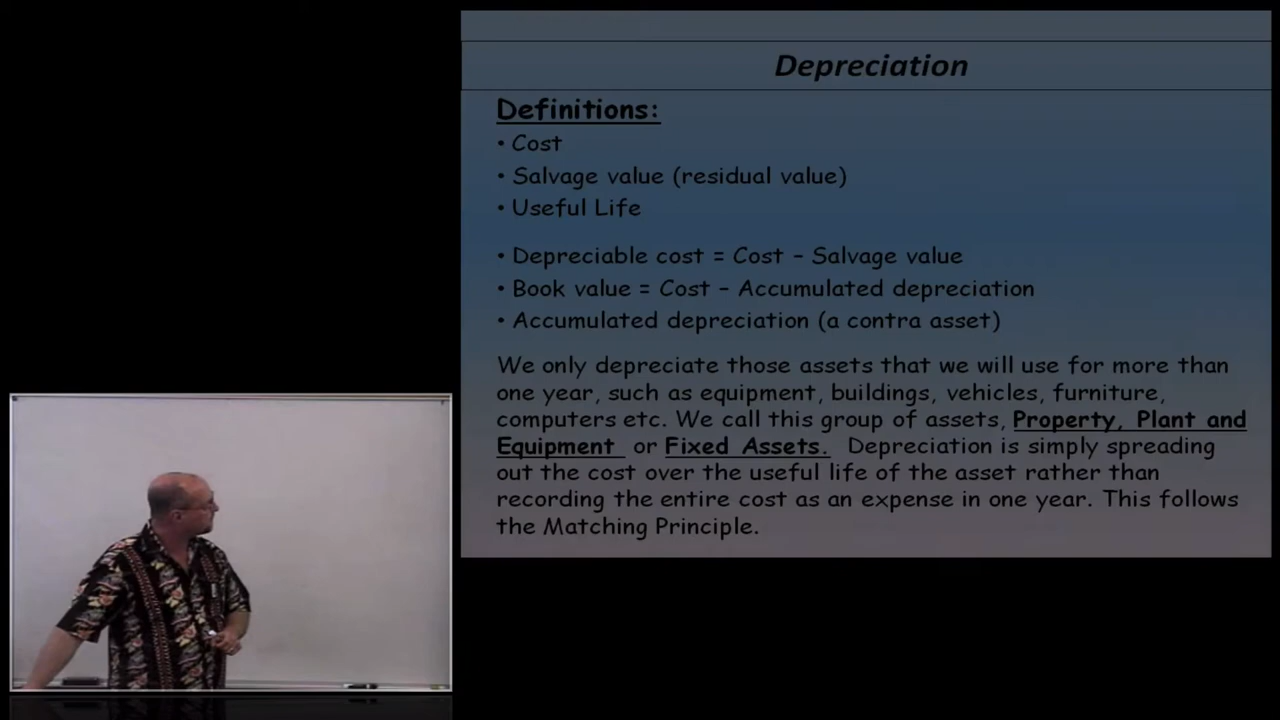 Depreciation
Definitions:
• Cost
• Salvage value (residual value)
• Useful Life
• Depreciable cost = Cost – Salvage value
• Book value = Cost – Accumulated depreciation
• Accumulated depreciation (a contra asset)
We only depreciate those assets that we will use for more than
one year, such as equipment, buildings, vehicles, furniture,
computers etc. We call this group of assets, Property, Plant and
Equipment or Fixed Assets. Depreciation is simply spreading
out the cost over the useful life of the asset rather than
recording the entire cost as an expense in one year. This follows
the Matching Principle.